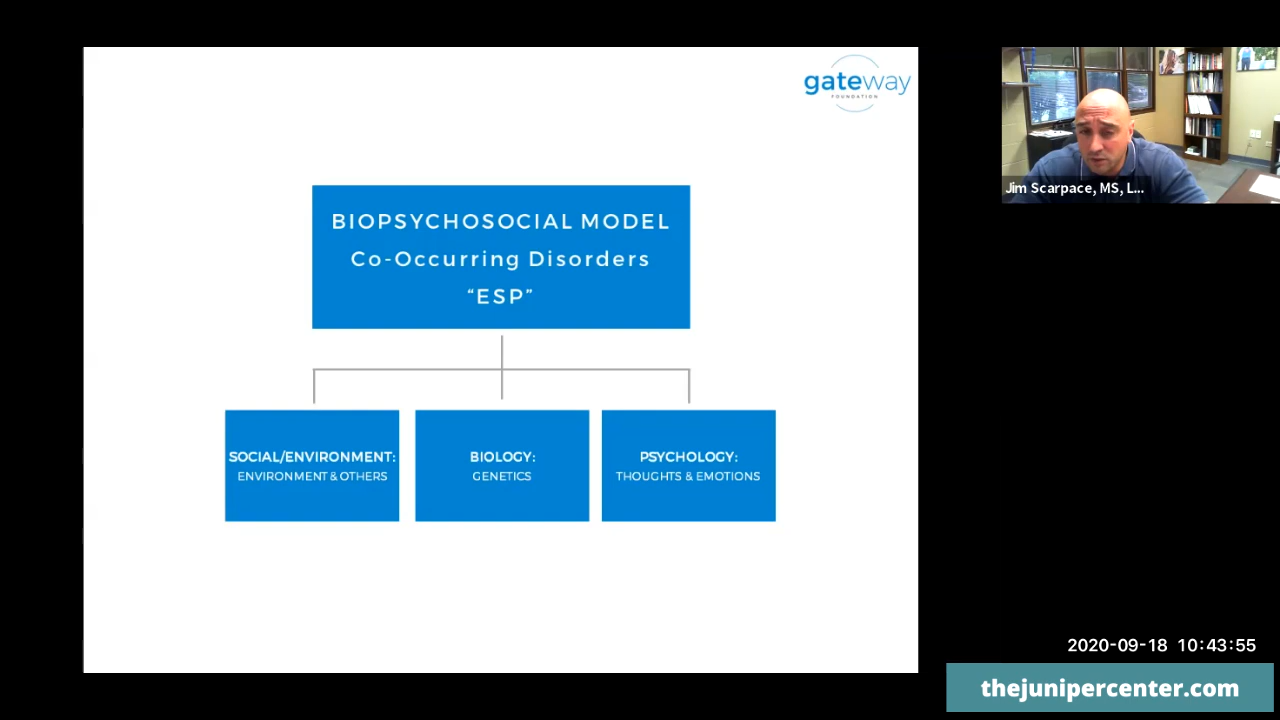 gateway
FOUNDATION
BIOPSYCHOSOCIAL MODEL
Co-Occurring Disorders
“ESP”
SOCIAL/ENVIRONMENT:
ENVIRONMENT & OTHERS
BIOLOGY:
GENETICS
PSYCHOLOGY:
THOUGHTS & EMOTIONS
Jim Scarpace, MS, L...
2020-09-18 10:43:55
thejunipercenter.com